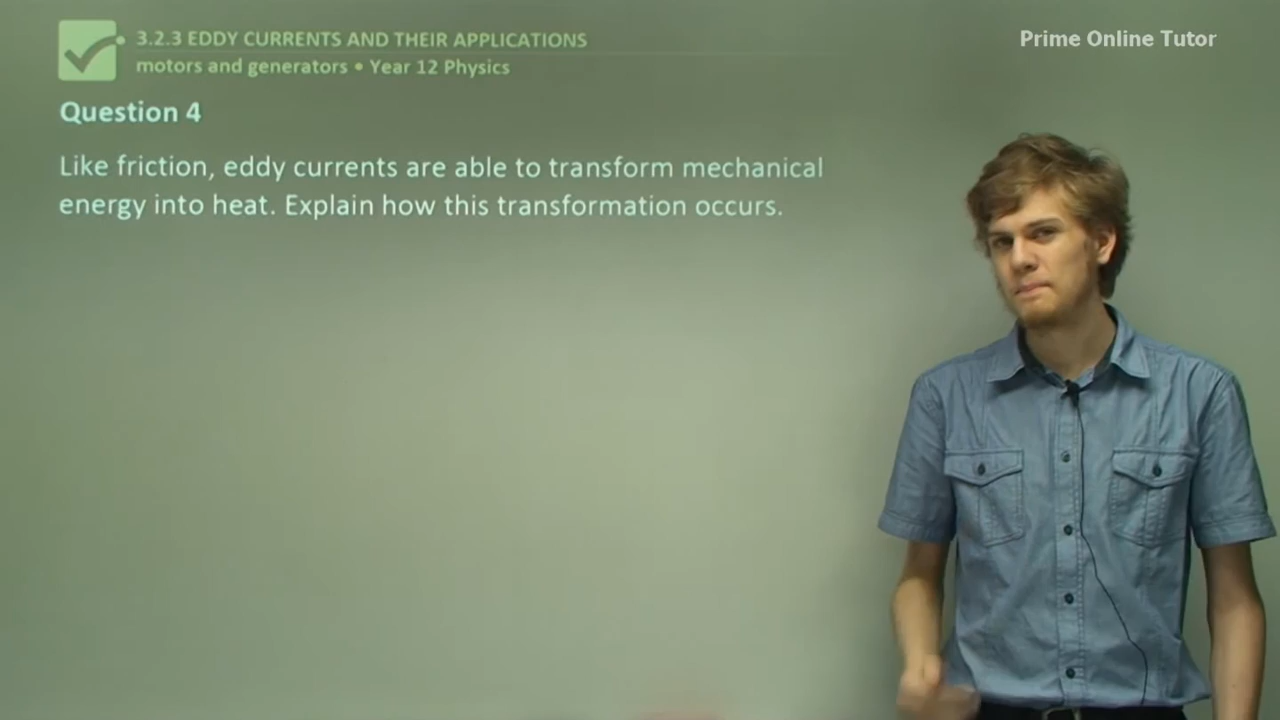 3.2.3 EDDY CURRENTS AND THEIR APPLICATIONS
Prime Online Tutor
motors and generators • Year 12 Physics
Question 4
Like friction, eddy currents are able to transform mechanical
energy into heat. Explain how this transformation occurs.